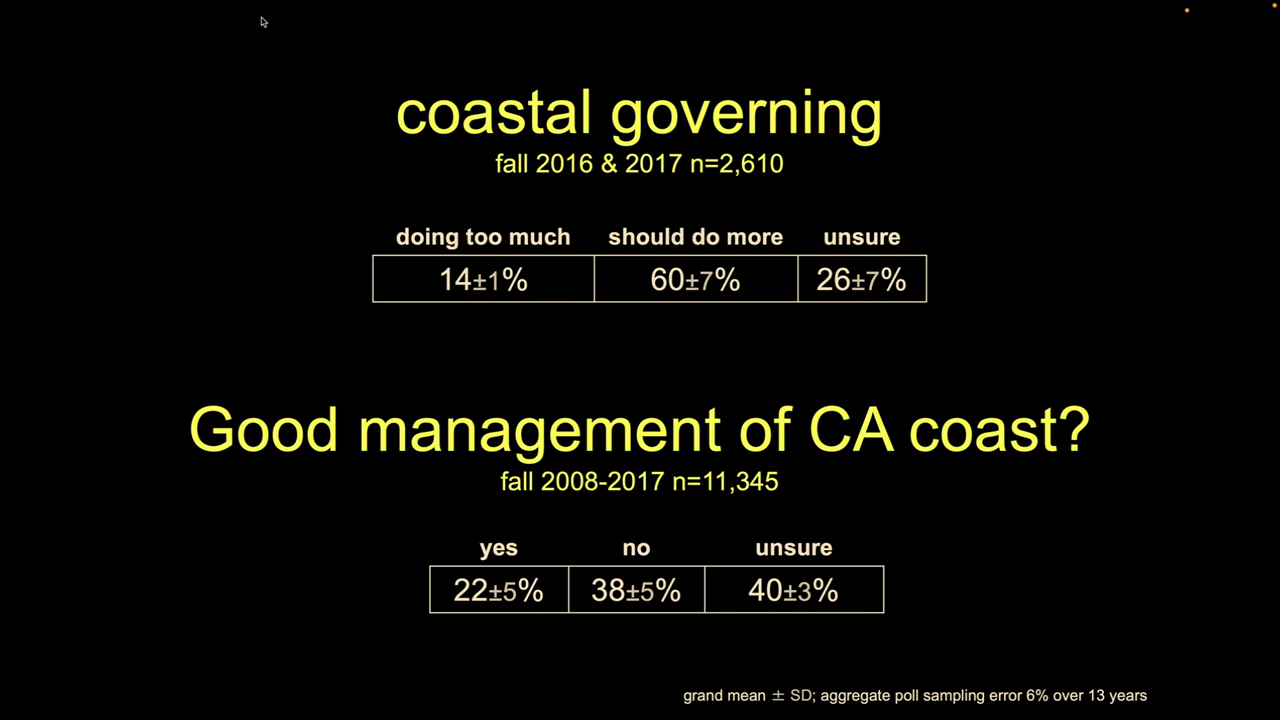 coastal governing
fall 2016 & 2017 n=2,610
doing too much should do more unsure
14±1% 60±7% 26±7%
Good management of CA coast?
fall 2008-2017 n=11,345
yes no unsure
22±5% 38±5% 40±3%
grand mean ± SD; aggregate poll sampling error 6% over 13 years